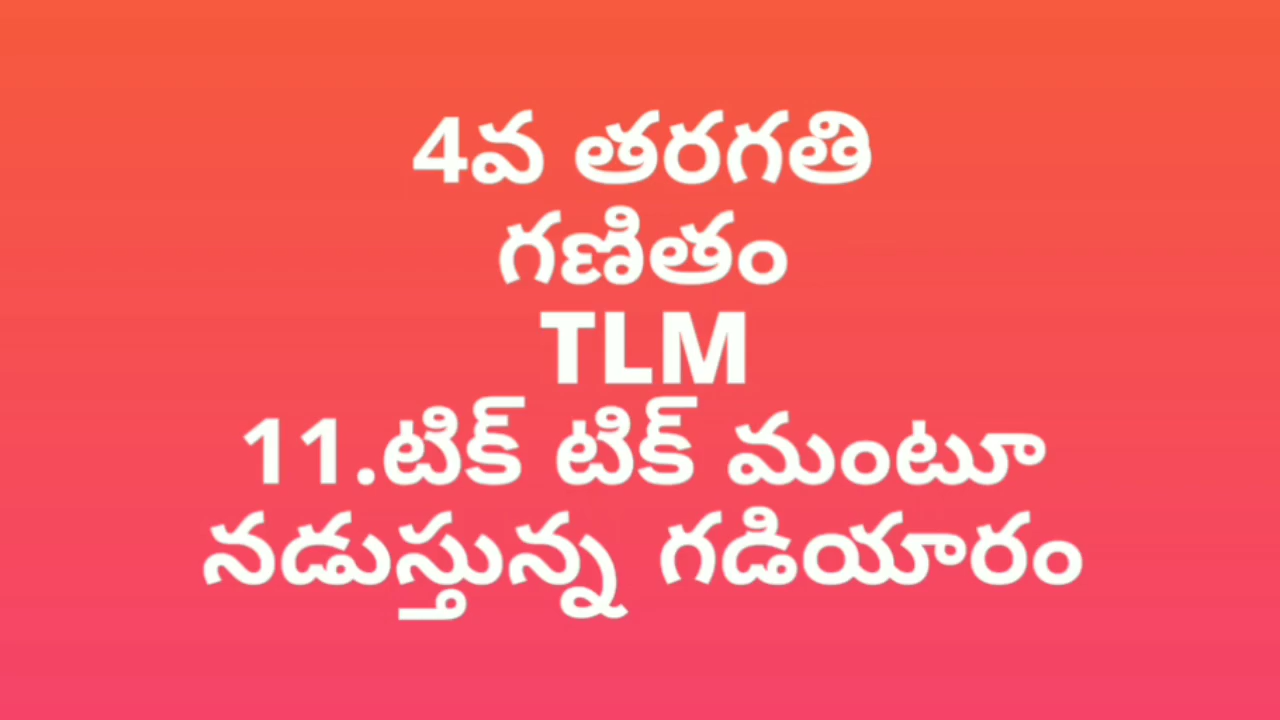 4వ తరగతి
గణితం
TLM
11.టిక్ టిక్ మంటూ
నడుస్తున్న గడియారం